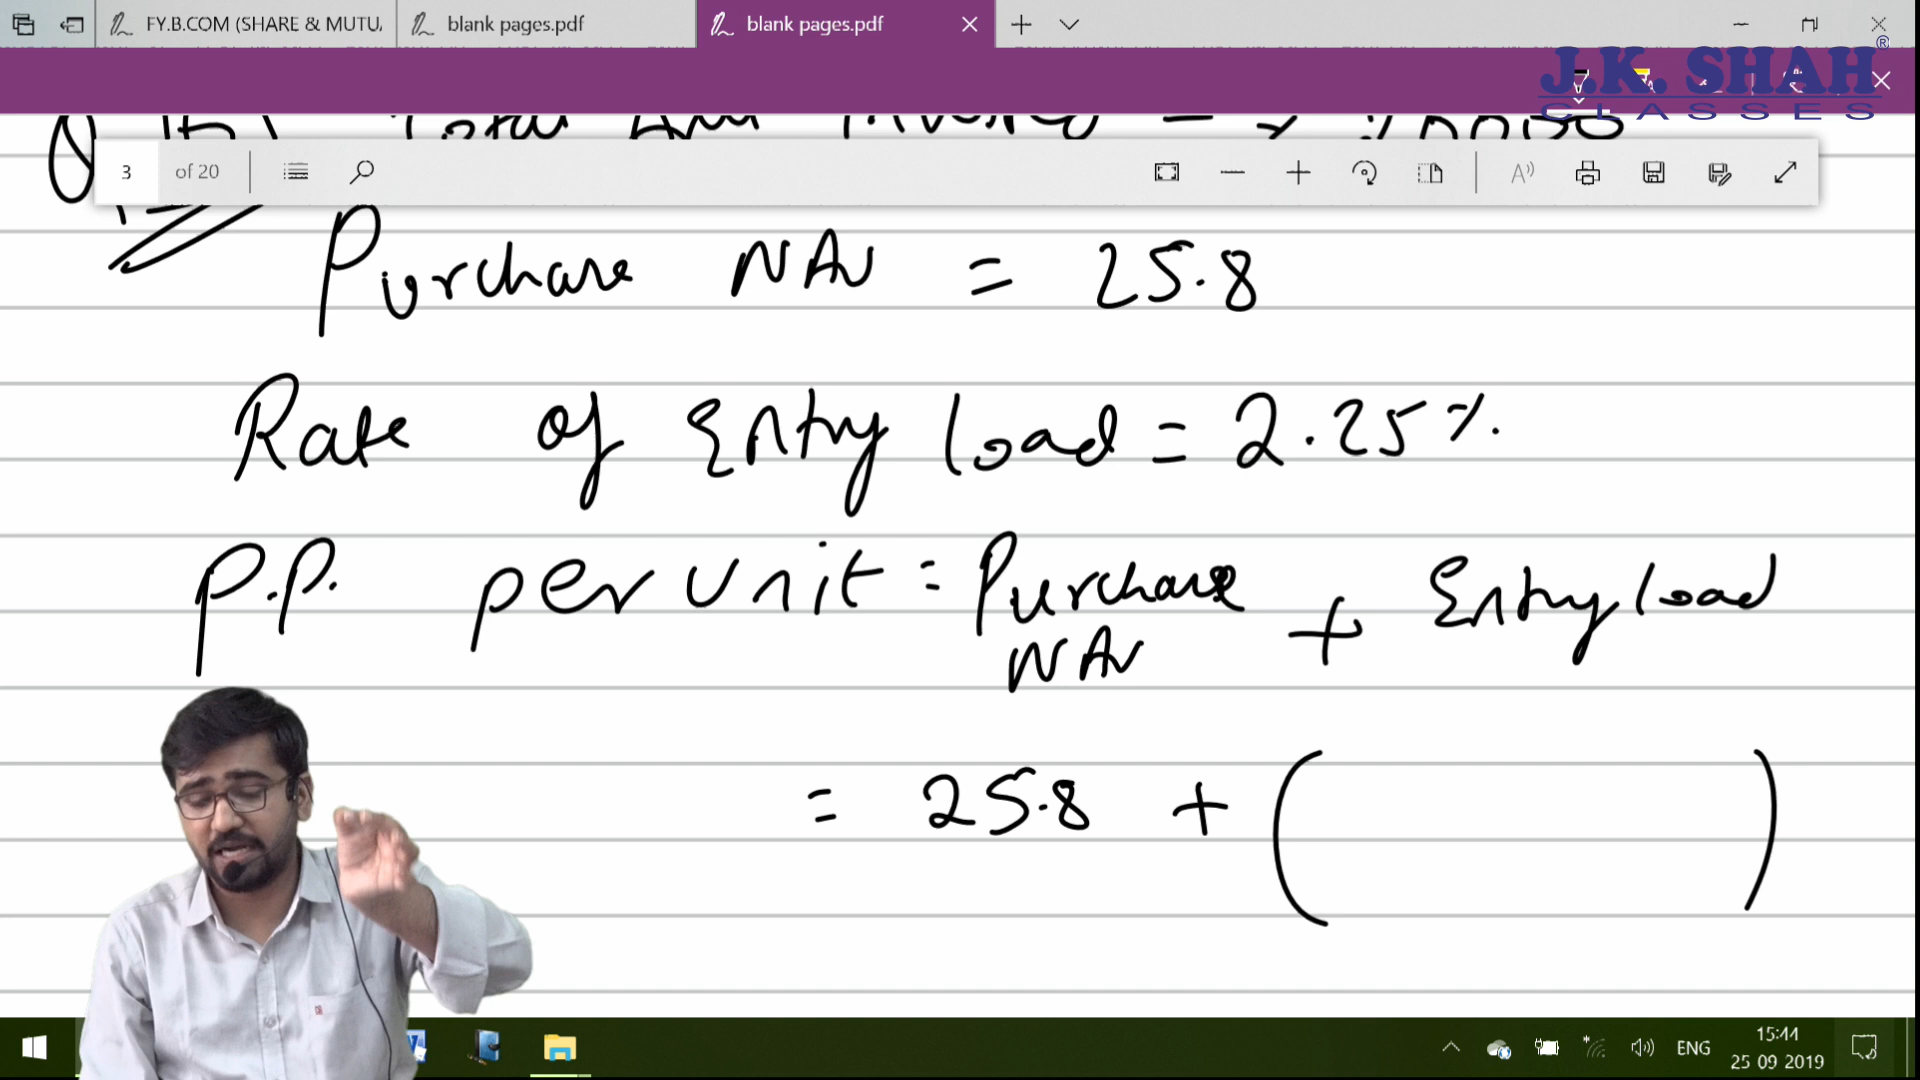 FY.B.COM (SHARE & MUTU
blank pages.pdf
blank pages.pdf
J.K. SHAH®
CLASSES
3 of 20
Purchase NAV = 25.8
Rate of Entry load = 2.25%
P.P. per unit = Purchase NAV + Entry load
= 25.8 + ( )
ENG
15:44
25 09 2019